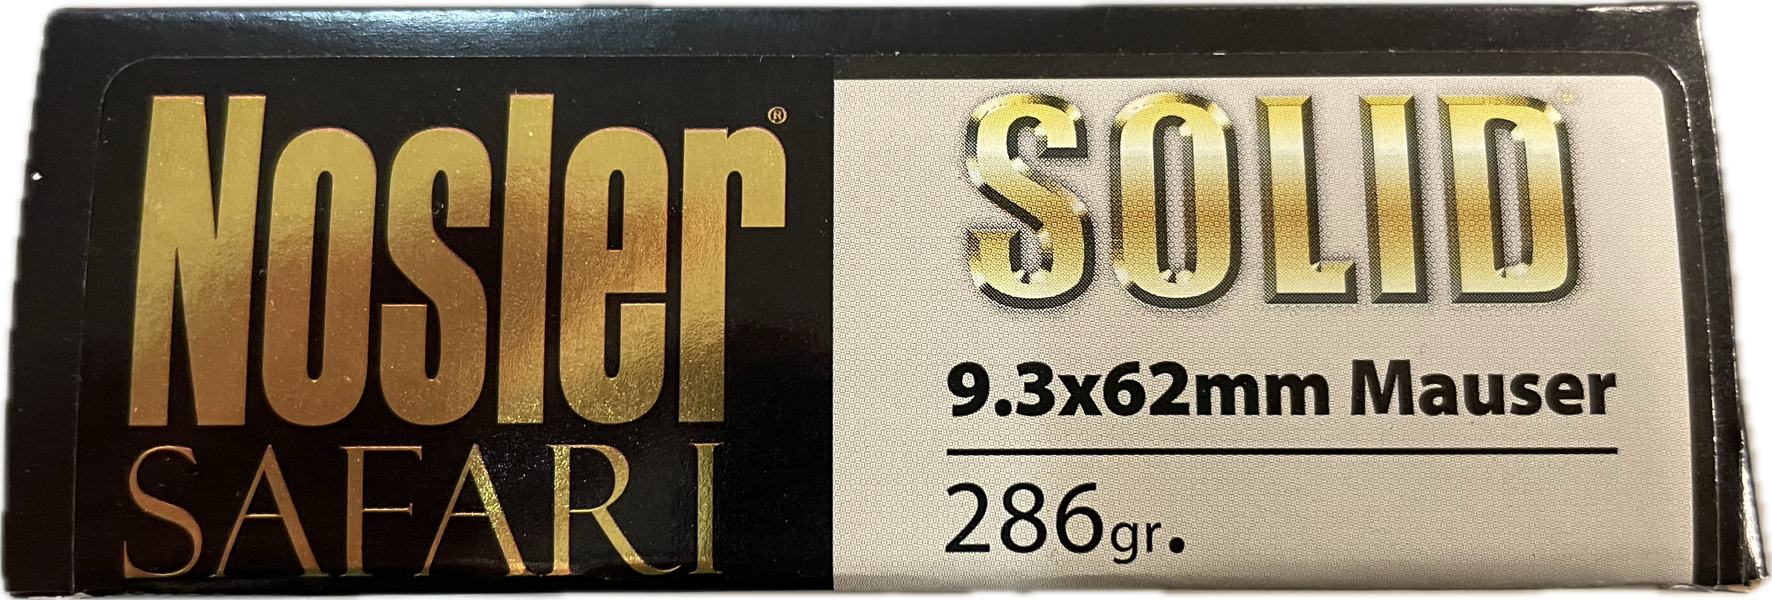 Nosler®
SAFARI
SOLID
9.3x62mm Mauser
286gr.